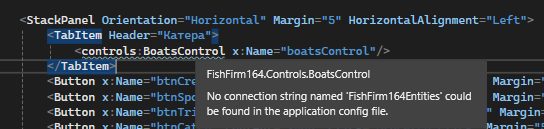 <StackPanel Orientation="Horizontal" Margin="5" HorizontalAlignment="Left">
<TabItem Header="Катера">
<controls:BoatsControl x:Name="boatsControl"/>
</TabItem>
<Button x:Name="btnCre
Margin="
FishFirm164.Controls.BoatsControl
<Button x:Name="btnSpo
Margin=
No connection string named 'FishFirm164Entities' could
<Button x:Name="btnTri
Margin="
be found in the application config file.
<Button x:Name="btnCat
Margin="